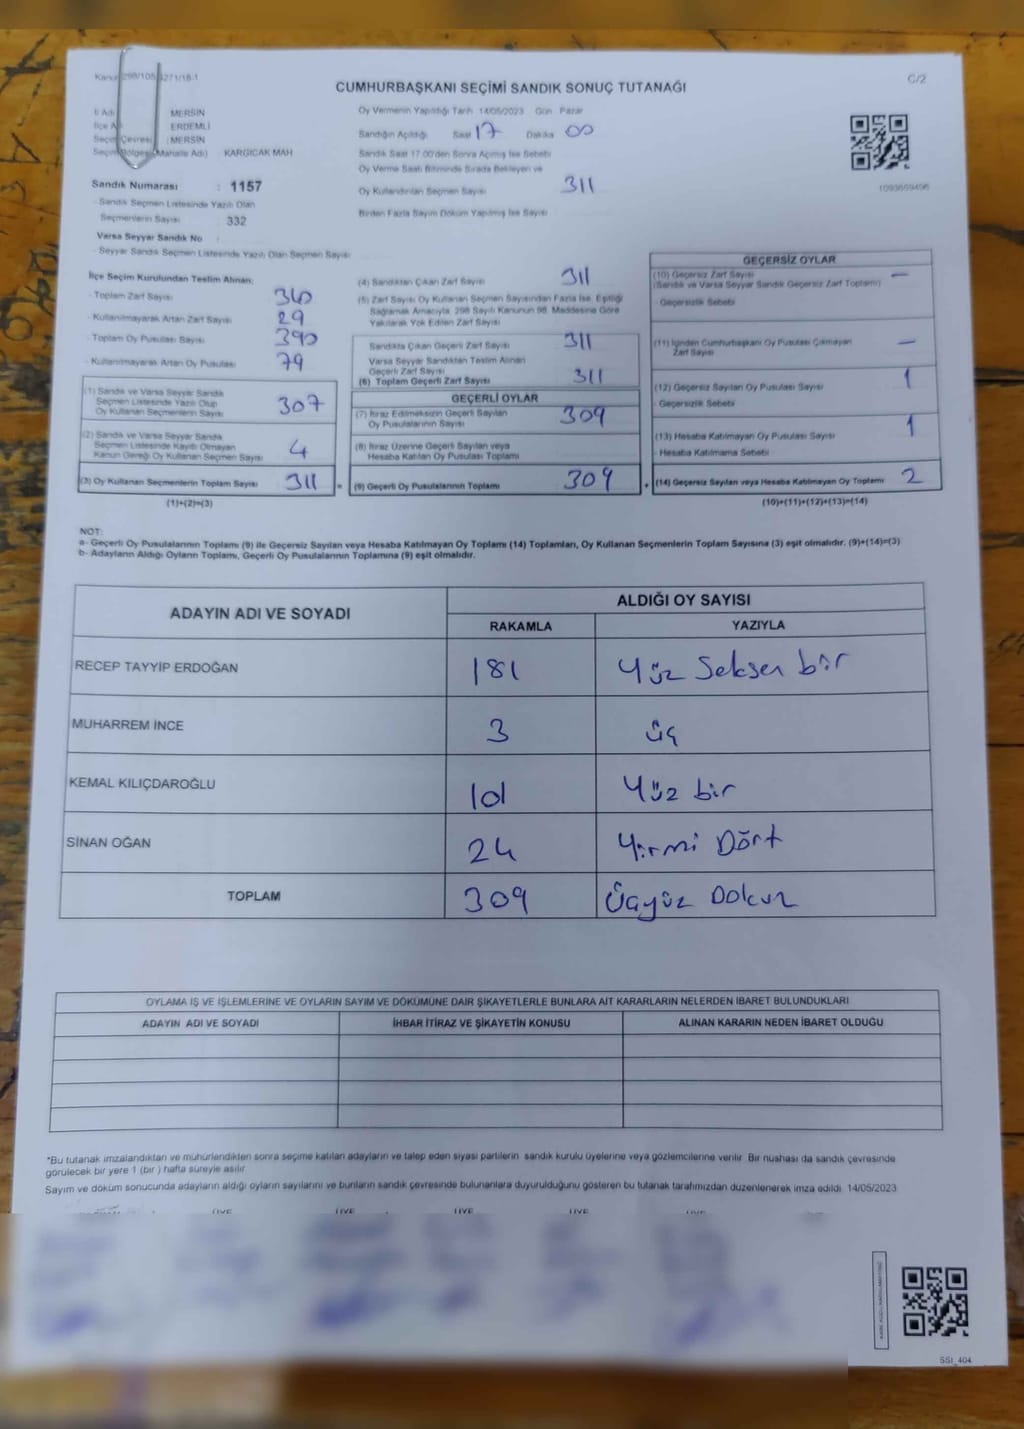 C/2
CUMHURBAŞKANI SEÇİMİ SANDIK SONUÇ TUTANAĞI
MERSİN
ERDEMLİ
MERSİN
KARGICAK MAH
Sandık Numarası : 1157
- Sandık Seçmen Listesinde Yazılı Olan
Seçmenlerin Sayısı 332
Varsa Seyyar Sandık No :
- Seyyar Sandık Seçmen Listesinde Yazılı Olan Seçmen Sayısı
Oy Vermenin Yapıldığı Tarih 14/05/2023 Gün Pazar
Sandığın Açıldığı Saat 17 Dakika 00
Sandık Saat 17.00'den Sonra Açılmış İse Sebebi
Oy Verme Saati Bitiminde Sırada Bekleyen ve
Oy Kullandırılan Seçmen Sayısı 311
Birden Fazla Sayım Döküm Yapılmış İse Sayısı
İlçe Seçim Kurulundan Teslim Alınan:
- Toplam Zarf Sayısı 340
- Kullanılmayarak Artan Zarf Sayısı 29
- Toplam Oy Pusulası Sayısı 390
- Kullanılmayarak Artan Oy Pusulası 79
(1) Sandık ve Varsa Seyyar Sandık
Seçmen Listesinde Yazılı Olup
Oy Kullanan Seçmenlerin Sayısı 307
(2) Sandık ve Varsa Seyyar Sandık
Seçmen Listesinde Kayıtlı Olmayan
Kanun Gereği Oy Kullanan Seçmen Sayısı 4
(3) Oy Kullanan Seçmenlerin Toplam Sayısı 311 =
(1)+(2)=(3)
(4) Sandıktan Çıkan Zarf Sayısı 311
(5) Zarf Sayısı Oy Kullanan Seçmen Sayısından Fazla İse, Eşitliği
Sağlamak Amacıyla, 298 Sayılı Kanunun 98. Maddesine Göre
Yakılarak Yok Edilen Zarf Sayısı
Sandıkta Çıkan Geçerli Zarf Sayısı 311
Varsa Seyyar Sandıktan Teslim Alınan
Geçerli Zarf Sayısı
(6) Toplam Geçerli Zarf Sayısı 311
GEÇERLİ OYLAR
(7) İtiraz Edilmeksizin Geçerli Sayılan
Oy Pusulalarının Sayısı 309
(8) İtiraz Üzerine Geçerli Sayılan veya
Hesaba Katılan Oy Pusulası Toplamı
(9) Geçerli Oy Pusulalarının Toplamı 309 +
GEÇERSİZ OYLAR
(10) Geçersiz Zarf Sayısı —
(Sandık ve Varsa Seyyar Sandık Geçersiz Zarf Toplamı)
- Geçersizlik Sebebi
(11) İçinden Cumhurbaşkanı Oy Pusulası Çıkmayan
Zarf Sayısı —
(12) Geçersiz Sayılan Oy Pusulası Sayısı 1
- Geçersizlik Sebebi
(13) Hesaba Katılmayan Oy Pusulası Sayısı 1
- Hesaba Katılmama Sebebi
(14) Geçersiz Sayılan veya Hesaba Katılmayan Oy Toplamı 2
(10)+(11)+(12)+(13)=(14)
NOT:
a- Geçerli Oy Pusulalarının Toplamı (9) ile Geçersiz Sayılan veya Hesaba Katılmayan Oy Toplamı (14) Toplamları, Oy Kullanan Seçmenlerin Toplam Sayısına (3) eşit olmalıdır. (9)+(14)=(3)
b- Adayların Aldığı Oyların Toplamı, Geçerli Oy Pusulalarının Toplamına (9) eşit olmalıdır.
ADAYIN ADI VE SOYADI ALDIĞI OY SAYISI
RAKAMLA YAZIYLA
RECEP TAYYİP ERDOĞAN 181 Yüz Seksen bir
MUHARREM İNCE 3 üç
KEMAL KILIÇDAROĞLU 101 Yüz bir
SİNAN OĞAN 24 Yirmi Dört
TOPLAM 309 Üçyüz Dokuz
OYLAMA İŞ VE İŞLEMLERİNE VE OYLARIN SAYIM VE DÖKÜMÜNE DAİR ŞİKAYETLERLE BUNLARA AİT KARARLARIN NELERDEN İBARET BULUNDUKLARI
ADAYIN ADI VE SOYADI İHBAR İTİRAZ VE ŞİKAYETİN KONUSU ALINAN KARARIN NEDEN İBARET OLDUĞU
*Bu tutanak imzalandıktan ve mühürlendikten sonra seçime katılan adayların ve talep eden siyasi partilerin sandık kurulu üyelerine veya gözlemcilerine verilir. Bir nüshası da sandık çevresinde
görülecek bir yere 1 (bir) hafta süreyle asılır.
Sayım ve döküm sonucunda adayların aldığı oyların sayılarını ve bunların sandık çevresinde bulunanlara duyurulduğunu gösteren bu tutanak tarafımızdan düzenlenerek imza edildi. 14/05/2023
ÜYE ÜYE ÜYE ÜYE
SSI_404